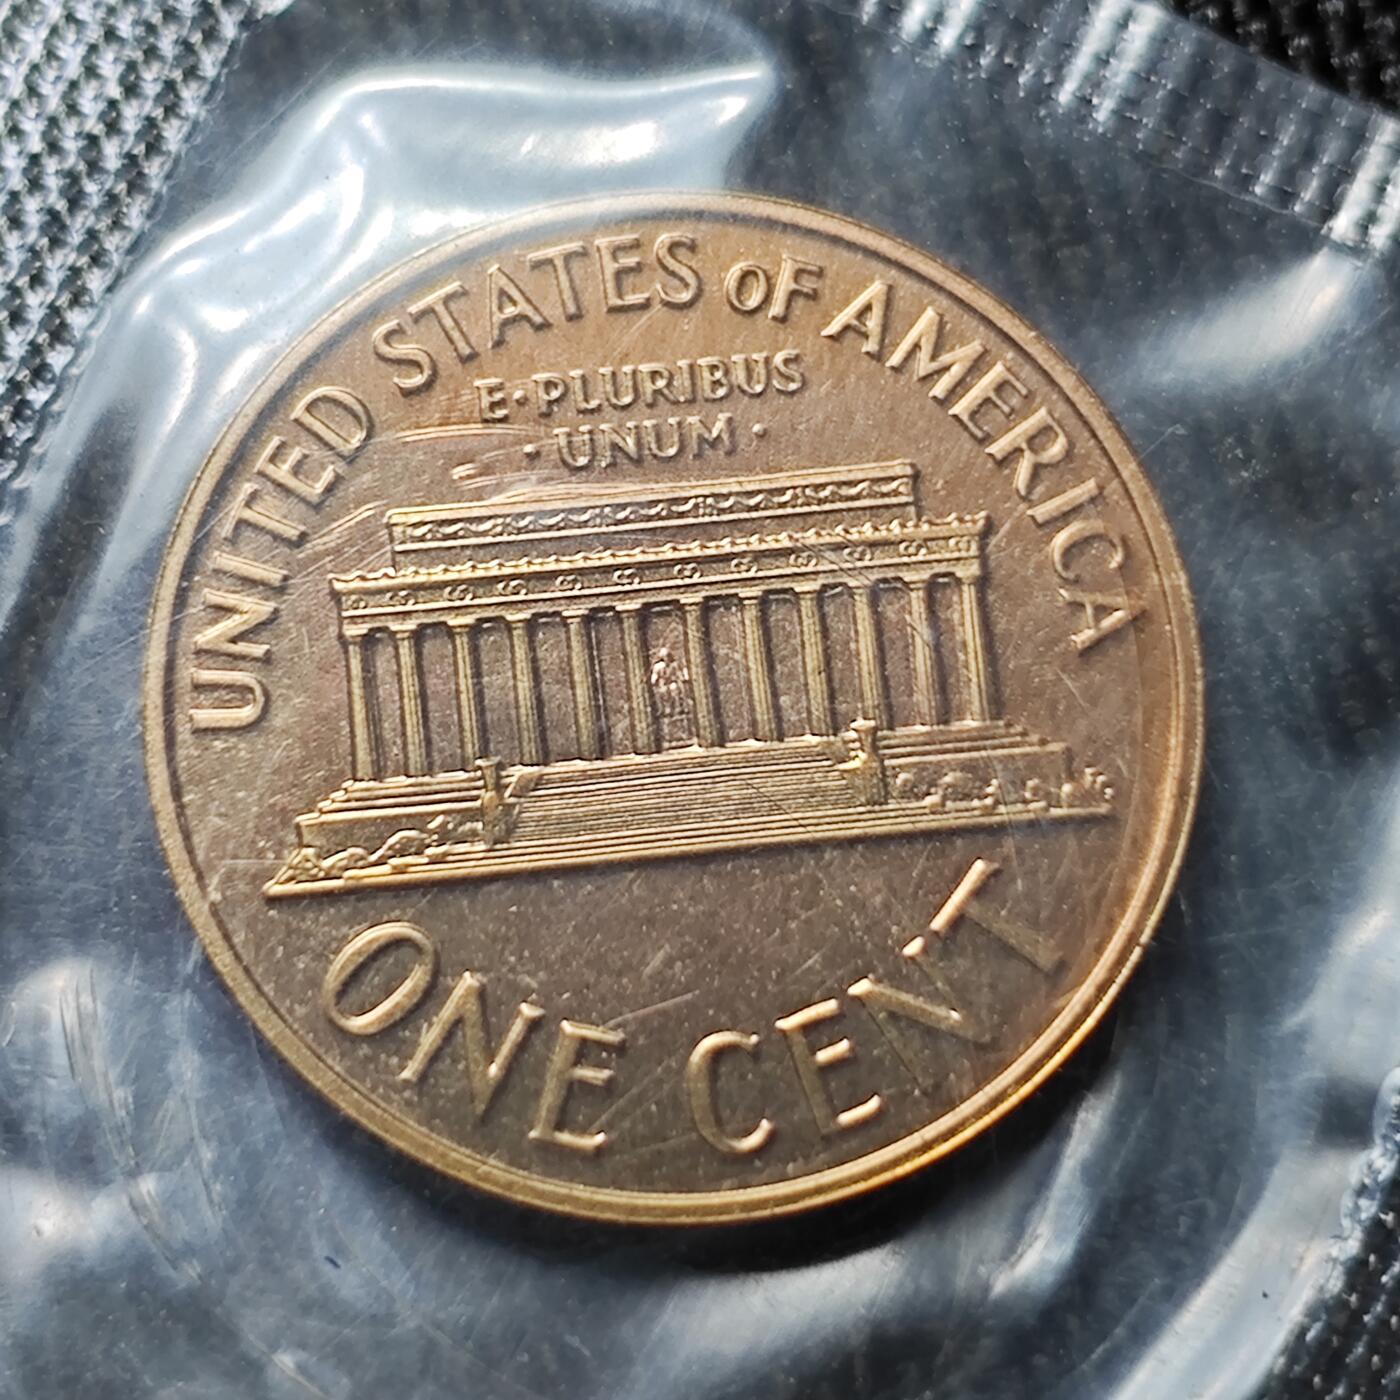 UNITED STATES OF AMERICA
E·PLURIBUS
·UNUM·
ONE CENT